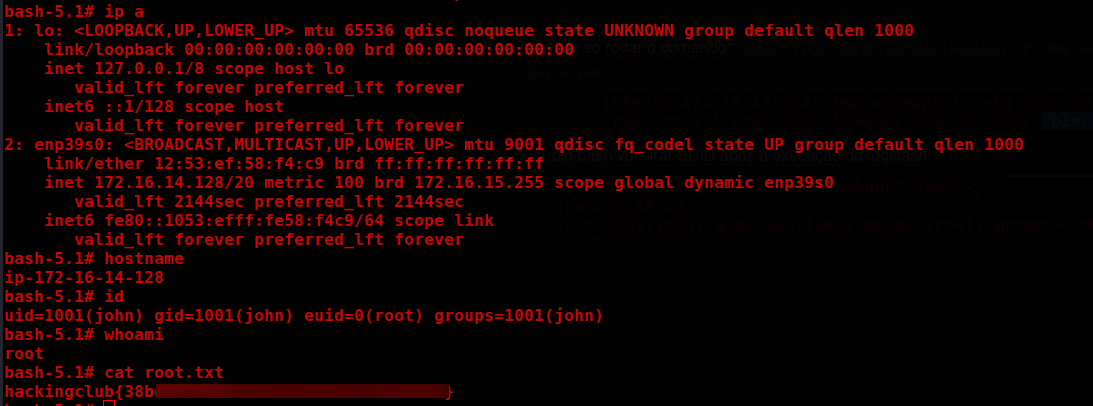 bash-5.1# ip a
1: lo: <LOOPBACK,UP,LOWER_UP> mtu 65536 qdisc noqueue state UNKNOWN group default qlen 1000
    link/loopback 00:00:00:00:00:00 brd 00:00:00:00:00:00
    inet 127.0.0.1/8 scope host lo
       valid_lft forever preferred_lft forever
    inet6 ::1/128 scope host
       valid_lft forever preferred_lft forever
2: enp39s0: <BROADCAST,MULTICAST,UP,LOWER_UP> mtu 9001 qdisc fq_codel state UP group default qlen 1000
    link/ether 12:53:ef:58:f4:c9 brd ff:ff:ff:ff:ff:ff
    inet 172.16.14.128/20 metric 100 brd 172.16.15.255 scope global dynamic enp39s0
       valid_lft 2144sec preferred_lft 2144sec
    inet6 fe80::1053:efff:fe58:f4c9/64 scope link
       valid_lft forever preferred_lft forever
bash-5.1# hostname
ip-172-16-14-128
bash-5.1# id
uid=1001(john) gid=1001(john) euid=0(root) groups=1001(john)
bash-5.1# whoami
root
bash-5.1# cat root.txt
hackingclub{38b }
bash-5.1#